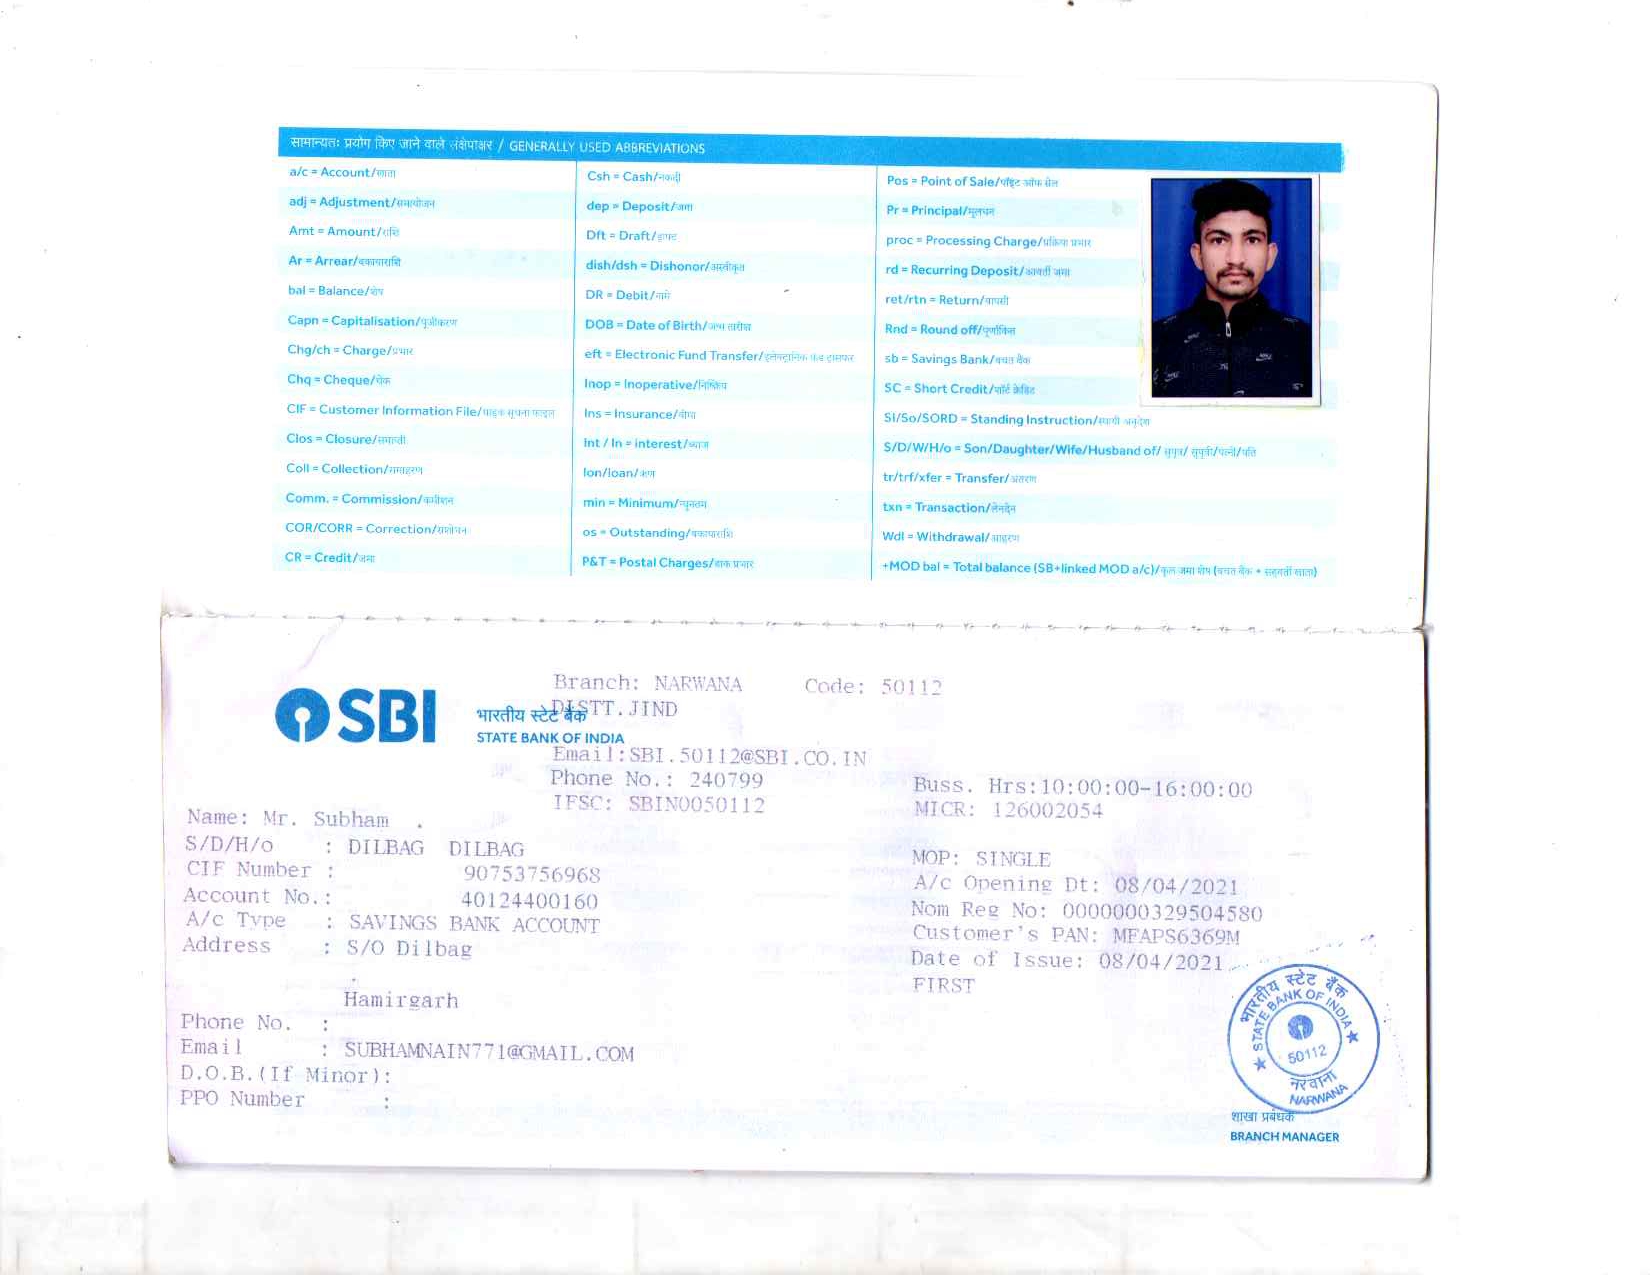 सामान्यतः प्रयोग किए जाने वाले संक्षेपाक्षर / GENERALLY USED ABBREVIATIONS
a/c = Account/खाता
adj = Adjustment/समायोजन
Amt = Amount/राशि
Ar = Arrear/बकायाराशि
bal = Balance/शेष
Capn = Capitalisation/पूंजीकरण
Chg/ch = Charge/प्रभार
Chq = Cheque/चेक
CIF = Customer Information File/ग्राहक सूचना फाइल
Clos = Closure/समाप्ती
Coll = Collection/समाहरण
Comm. = Commission/कमीशन
COR/CORR = Correction/संशोधन
CR = Credit/जमा
Csh = Cash/नकदी
dep = Deposit/जमा
Dft = Draft/ड्राफ्ट
dish/dsh = Dishonor/अस्वीकृत
DR = Debit/नामे
DOB = Date of Birth/जन्म तारीख
eft = Electronic Fund Transfer/इलेक्ट्रानिक फंड ट्रांसफर
Inop = Inoperative/निष्क्रिय
Ins = Insurance/बीमा
Int / In = interest/ब्याज
lon/loan/ऋण
min = Minimum/न्यूनतम
os = Outstanding/बकायाराशि
P&T = Postal Charges/डाक प्रभार
Pos = Point of Sale/पॉइंट ऑफ सेल
Pr = Principal/मूलधन
proc = Processing Charge/प्रक्रिया प्रभार
rd = Recurring Deposit/आवर्ती जमा
ret/rtn = Return/वापसी
Rnd = Round off/पूर्णांकित
sb = Savings Bank/बचत बैंक
SC = Short Credit/शॉर्ट क्रेडिट
SI/So/SORD = Standing Instruction/स्थायी अनुदेश
S/D/W/H/o = Son/Daughter/Wife/Husband of/ सुपुत्र/ सुपुत्री/पत्नी/पति
tr/trf/xfer = Transfer/अंतरण
txn = Transaction/लेनदेन
Wdl = Withdrawal/आहरण
+MOD bal = Total balance (SB+linked MOD a/c)/कुल जमा शेष (बचत बैंक + सहवर्ती खाता)
Branch: NARWANA Code: 50112
SBI भारतीय स्टेट बैंक DISTT.JIND
STATE BANK OF INDIA
Email:SBI.50112@SBI.CO.IN
Phone No.: 240799 Buss. Hrs:10:00:00-16:00:00
IFSC: SBIN0050112 MICR: 126002054
Name: Mr. Subham .
S/D/H/o : DILBAG DILBAG MOP: SINGLE
CIF Number : 90753756968 A/c Opening Dt: 08/04/2021
Account No.: 40124400160 Nom Reg No: 0000000329504580
A/c Type : SAVINGS BANK ACCOUNT Customer's PAN: MFAPS6369M
Address : S/O Dilbag Date of Issue: 08/04/2021
. FIRST
Hamirgarh
Phone No. :
Email : SUBHAMNAIN771@GMAIL.COM
D.O.B.(If Minor):
PPO Number :
भारतीय स्टेट बैंक
STATE BANK OF INDIA
50112
नरवाना
NARWANA
शाखा प्रबंधक
BRANCH MANAGER